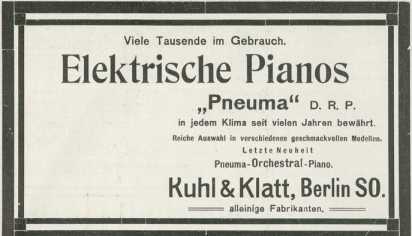 Viele Tausende im Gebrauch.
Elektrische Pianos
„Pneuma“ D. R. P.
in jedem Klima seit vielen Jahren bewährt.
Reiche Auswahl in verschiedenen geschmackvollen Modellen.
Letzte Neuheit
Pneuma-Orchestral-Piano.
Kuhl & Klatt, Berlin SO.
alleinige Fabrikanten.